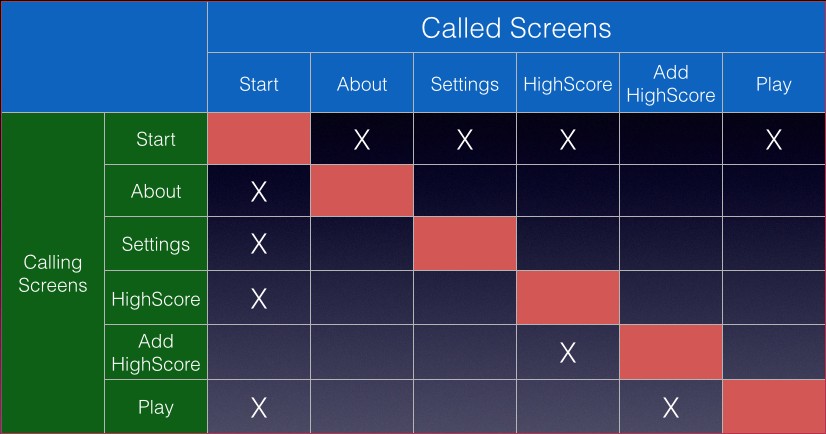 Called Screens
Start About Settings HighScore Add HighScore Play
Calling Screens
Start X X X X
About X
Settings X
HighScore X
Add HighScore X
Play X X